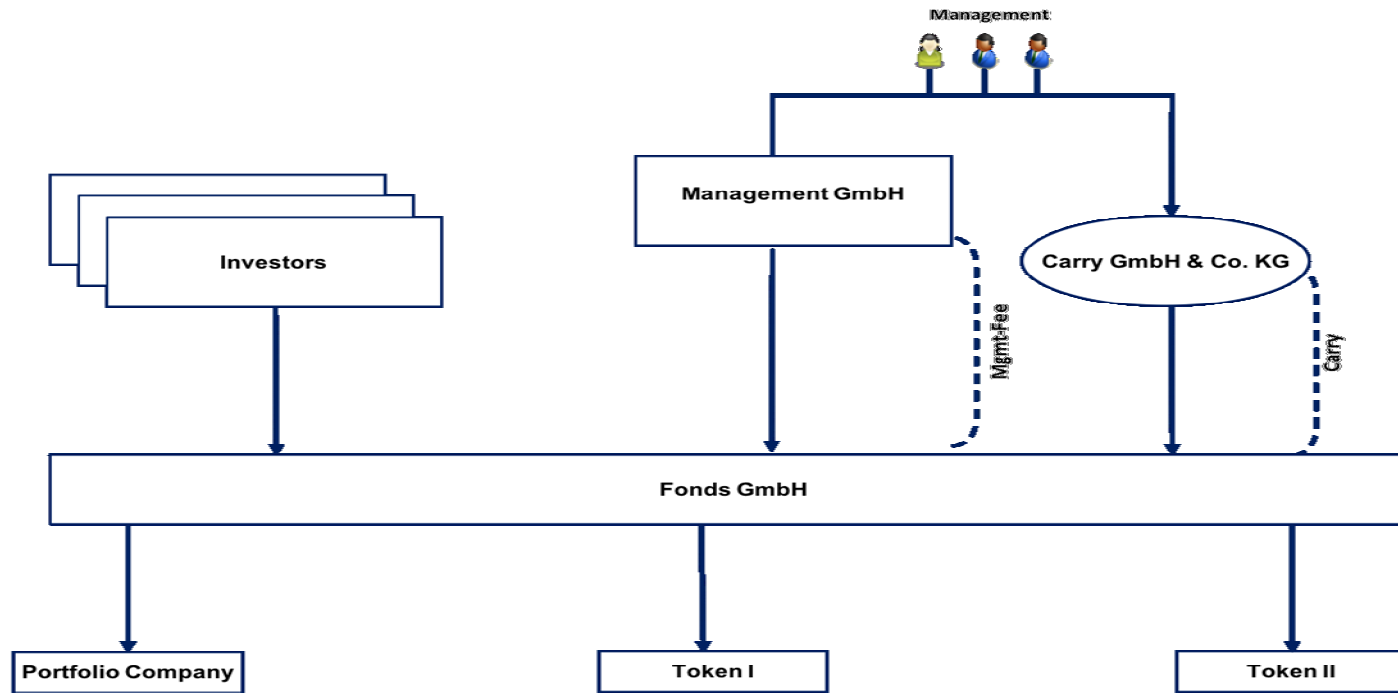 Management
Management GmbH
Investors
Carry GmbH & Co. KG
Mgmt-Fee
Carry
Fonds GmbH
Portfolio Company
Token I
Token II